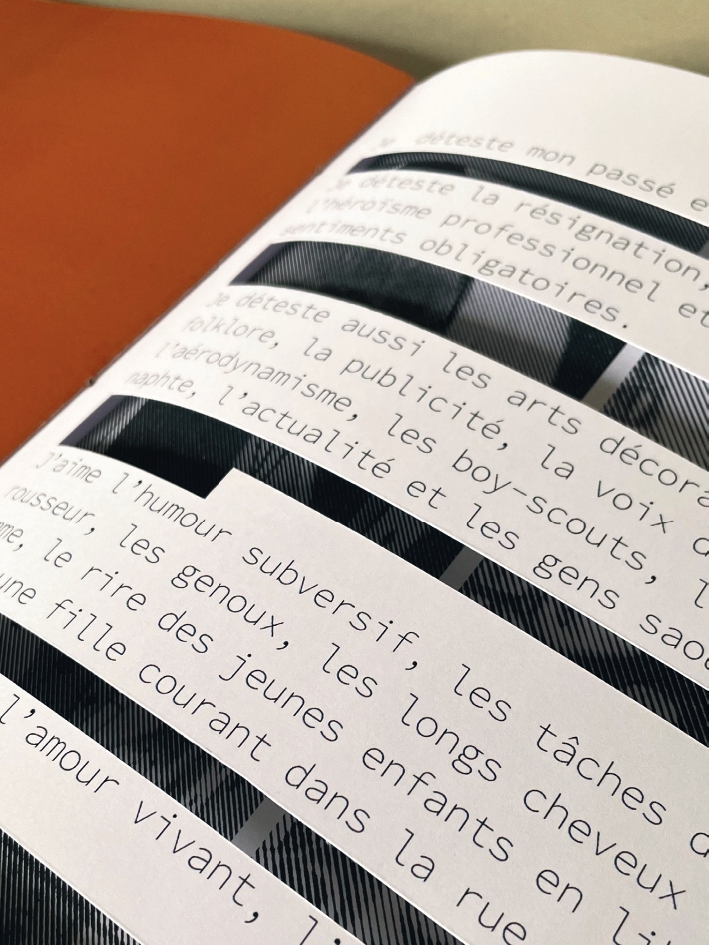 Je déteste mon passé e
Je déteste la résignation,
l'héroïsme professionnel et
sentiments obligatoires.
Je déteste aussi les arts décora
folklore, la publicité, la voix d
l'aérodynamisme, les boy-scouts, l
naphte, l'actualité et les gens saou
J'aime l'humour subversif, les tâches d
rousseur, les genoux, les longs cheveux
me, le rire des jeunes enfants en li
une fille courant dans la rue
l'amour vivant, l'i